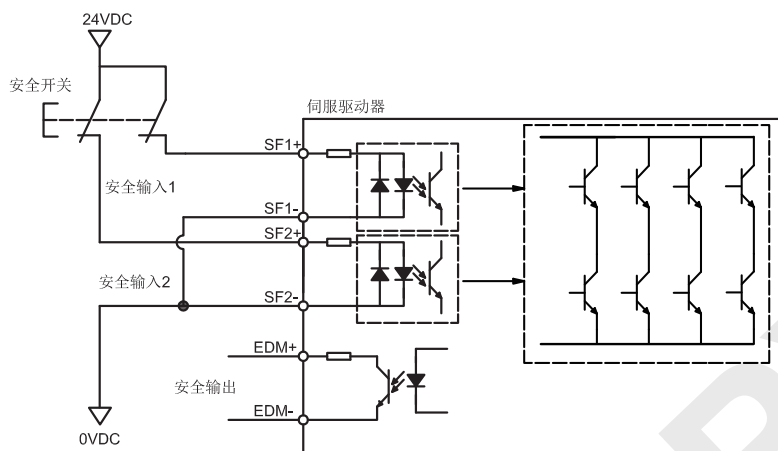 24VDC
安全开关
伺服驱动器
SF1+
安全输入1
SF1-
SF2+
安全输入2
SF2-
EDM+
安全输出
EDM-
0VDC